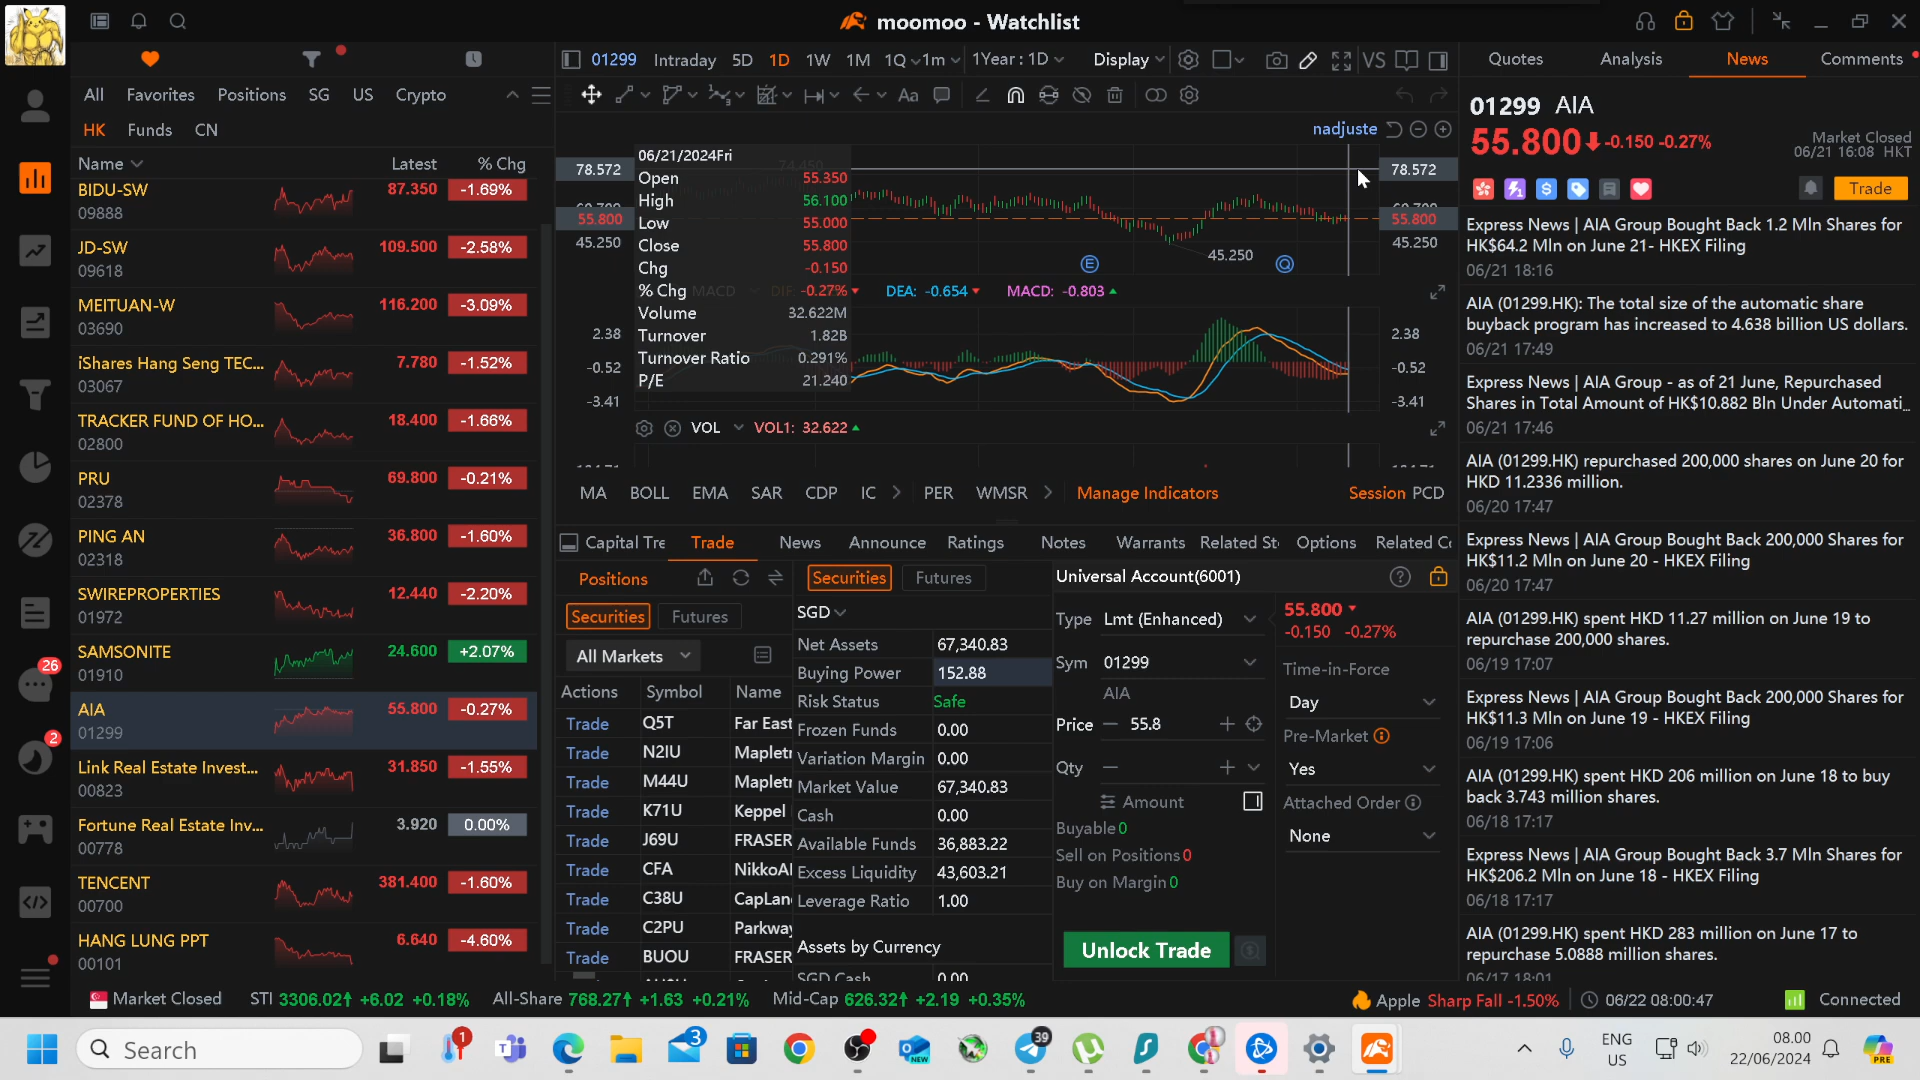 moomoo - Watchlist
All Favorites Positions SG US Crypto
HK Funds CN
Name Latest % Chg
BIDU-SW 87.350 -1.69%
09888
JD-SW 109.500 -2.58%
09618
MEITUAN-W 116.200 -3.09%
03690
iShares Hang Seng TEC... 7.780 -1.52%
03067
TRACKER FUND OF HO... 18.400 -1.66%
02800
PRU 69.800 -0.21%
02378
PING AN 36.800 -1.60%
02318
SWIREPROPERTIES 12.440 -2.20%
01972
SAMSONITE 24.600 +2.07%
01910
AIA 55.800 -0.27%
01299
Link Real Estate Invest... 31.850 -1.55%
00823
Fortune Real Estate Inv... 3.920 0.00%
00778
TENCENT 381.400 -1.60%
00700
HANG LUNG PPT 6.640 -4.60%
00101
26
2
01299 Intraday 5D 1D 1W 1M 1Q 1m 1Year : 1D Display VS
Aa
nadjuste
78.572 78.572
55.800 55.800
45.250 45.250
45.250
E Q
06/21/2024Fri
Open 55.350
High 56.100
Low 55.000
Close 55.800
Chg -0.150
% Chg -0.27%
Volume 32.622M
Turnover 1.82B
Turnover Ratio 0.291%
P/E 21.240
MACD DIF: DEA: -0.654 MACD: -0.803
2.38 2.38
-0.52 -0.52
-3.41 -3.41
VOL VOL1: 32.622
MA BOLL EMA SAR CDP IC PER WMSR Manage Indicators Session PCD
Capital Tre Trade News Announce Ratings Notes Warrants Related St Options Related Co
Positions
Securities Futures
All Markets
Actions Symbol Name
Trade Q5T Far East
Trade N2IU Mapletr
Trade M44U Mapletr
Trade K71U Keppel
Trade J69U FRASER
Trade CFA NikkoAI
Trade C38U CapLan
Trade C2PU Parkway
Trade BUOU FRASER
Securities Futures
SGD
Net Assets 67,340.83
Buying Power 152.88
Risk Status Safe
Frozen Funds 0.00
Variation Margin 0.00
Market Value 67,340.83
Cash 0.00
Available Funds 36,883.22
Excess Liquidity 43,603.21
Leverage Ratio 1.00
Assets by Currency
SGD Cash 0.00
Universal Account(6001)
Type Lmt (Enhanced)
Sym 01299
AIA
Price 55.8
Qty
Amount
Buyable 0
Sell on Positions 0
Buy on Margin 0
Unlock Trade
55.800
-0.150 -0.27%
Time-in-Force
Day
Pre-Market
Yes
Attached Order
None
Quotes Analysis News Comments
01299 AIA
55.800 -0.150 -0.27%
Market Closed
06/21 16:08 HKT
Trade
Express News | AIA Group Bought Back 1.2 Mln Shares for
HK$64.2 Mln on June 21- HKEX Filing
06/21 18:16
AIA (01299.HK): The total size of the automatic share
buyback program has increased to 4.638 billion US dollars.
06/21 17:49
Express News | AIA Group - as of 21 June, Repurchased
Shares in Total Amount of HK$10.882 Bln Under Automati...
06/21 17:46
AIA (01299.HK) repurchased 200,000 shares on June 20 for
HKD 11.2336 million.
06/20 17:47
Express News | AIA Group Bought Back 200,000 Shares for
HK$11.2 Mln on June 20 - HKEX Filing
06/20 17:47
AIA (01299.HK) spent HKD 11.27 million on June 19 to
repurchase 200,000 shares.
06/19 17:07
Express News | AIA Group Bought Back 200,000 Shares for
HK$11.3 Mln on June 19 - HKEX Filing
06/19 17:06
AIA (01299.HK) spent HKD 206 million on June 18 to buy
back 3.743 million shares.
06/18 17:17
Express News | AIA Group Bought Back 3.7 Mln Shares for
HK$206.2 Mln on June 18 - HKEX Filing
06/18 17:17
AIA (01299.HK) spent HKD 283 million on June 17 to
repurchase 5.0888 million shares.
06/17 18:01
Market Closed STI 3306.02 +6.02 +0.18% All-Share 768.27 +1.63 +0.21% Mid-Cap 626.32 +2.19 +0.35% Apple Sharp Fall -1.50% 06/22 08:00:47 Connected
Search 1 3 NEW 39 ENG
US
08.00
22/06/2024
PRE